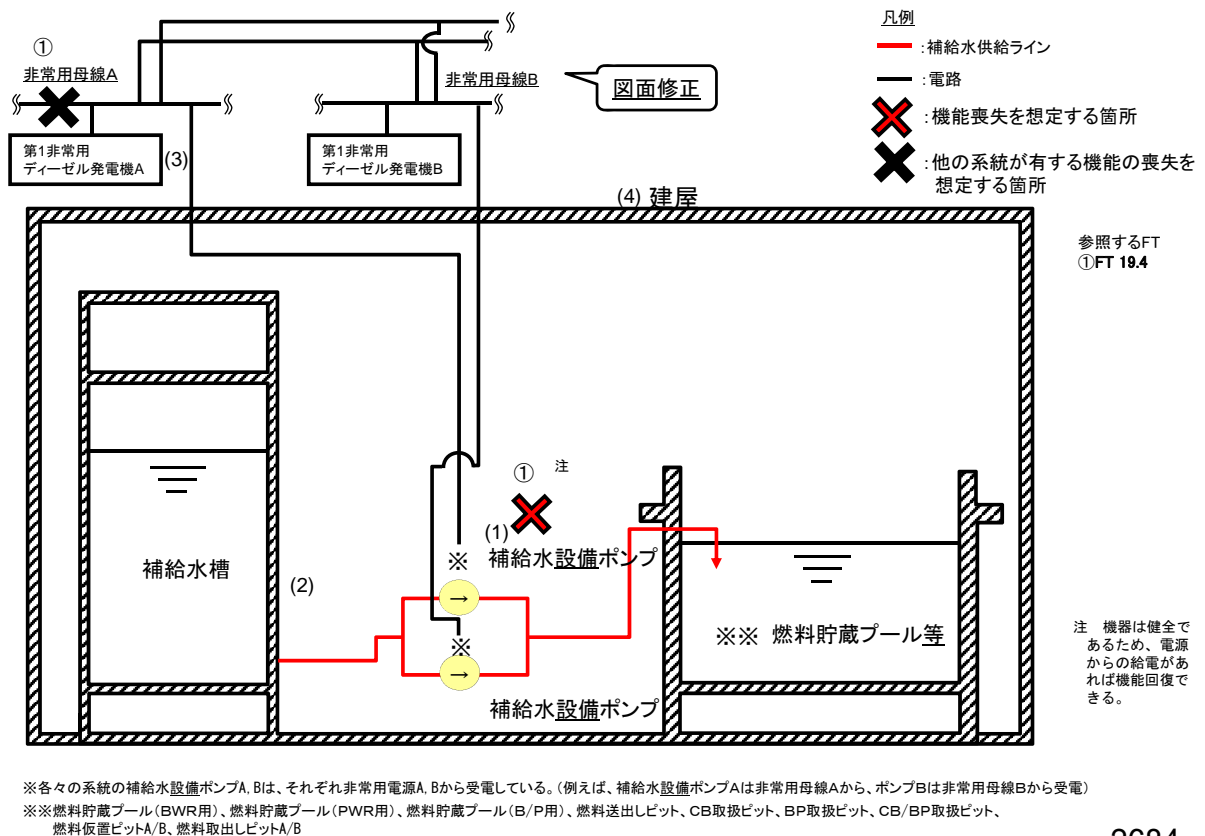 ①
非常用母線A
非常用母線B
図面修正
第1非常用
ディーゼル発電機A
(3)
第1非常用
ディーゼル発電機B
凡例
:補給水供給ライン
:電路
:機能喪失を想定する箇所
:他の系統が有する機能の喪失を
想定する箇所
(4) 建屋
参照するFT
①FT 19.4
① 注
(1)
※ 補給水設備ポンプ
補給水槽
(2)
→
※
→
※※ 燃料貯蔵プール等
補給水設備ポンプ
注 機器は健全で
あるため、電源
からの給電があ
れば機能回復で
きる。
※各々の系統の補給水設備ポンプA, Bは、それぞれ非常用電源A, Bから受電している。(例えば、補給水設備ポンプAは非常用母線Aから、ポンプBは非常用母線Bから受電)
※※燃料貯蔵プール(BWR用)、燃料貯蔵プール(PWR用)、燃料貯蔵プール(B/P用)、燃料送出しピット、CB取扱ピット、BP取扱ピット、CB/BP取扱ピット、
燃料仮置ピットA/B、燃料取出しピットA/B